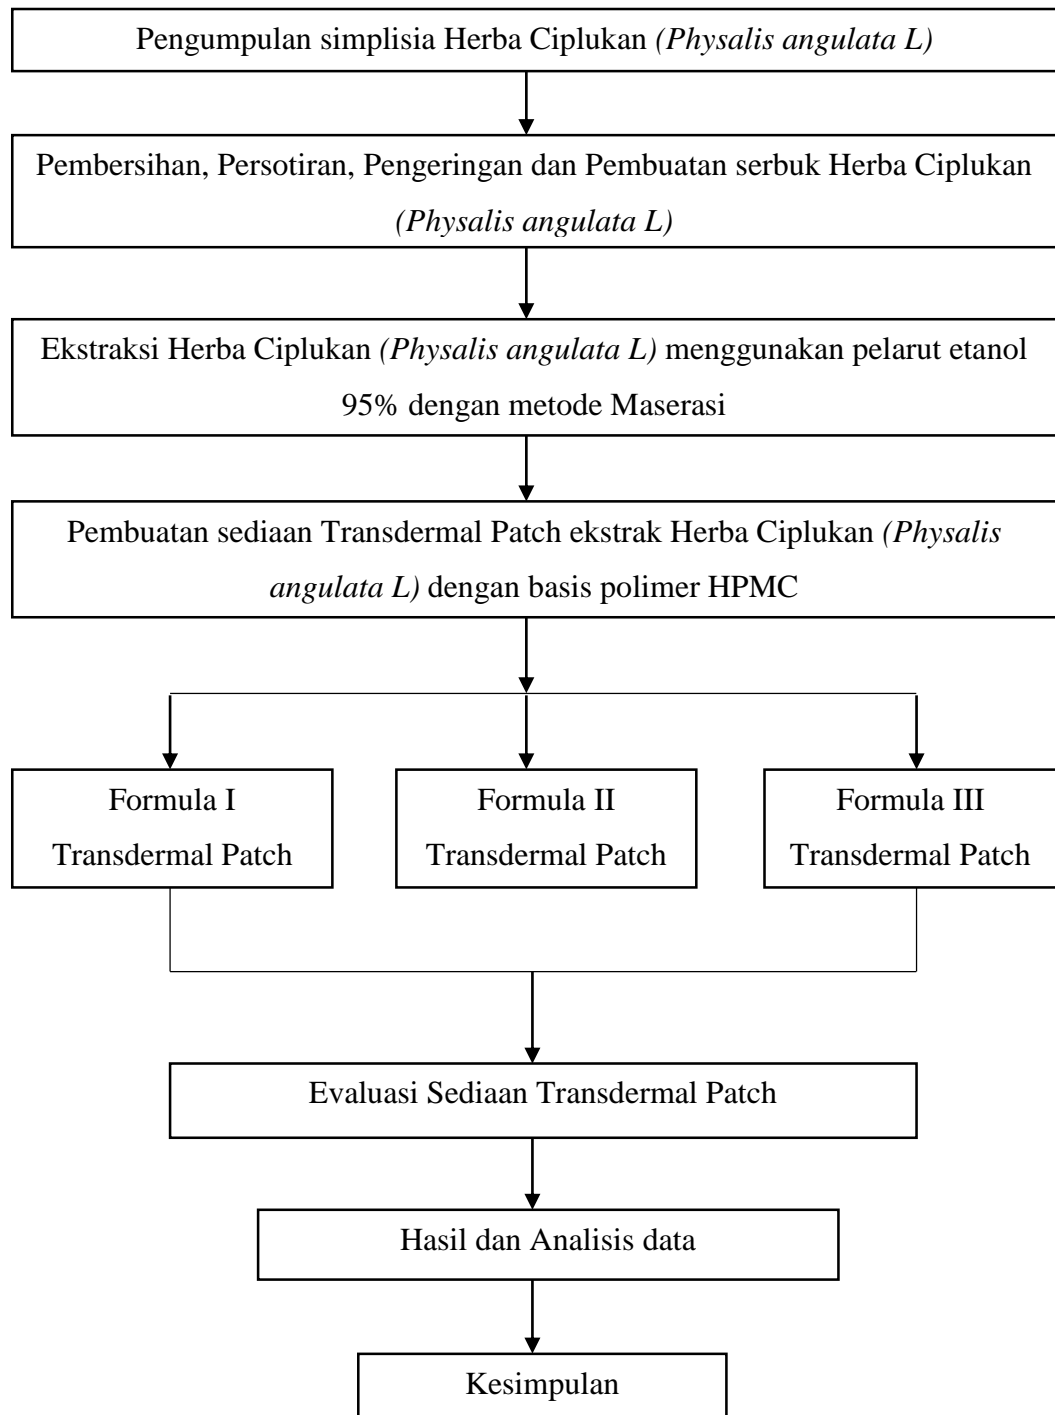 Pengumpulan simplisia Herba Ciplukan (Physalis angulata L)
Pembersihan, Persotiran, Pengeringan dan Pembuatan serbuk Herba Ciplukan
(Physalis angulata L)
Ekstraksi Herba Ciplukan (Physalis angulata L) menggunakan pelarut etanol
95% dengan metode Maserasi
Pembuatan sediaan Transdermal Patch ekstrak Herba Ciplukan (Physalis
angulata L) dengan basis polimer HPMC
Formula I
Transdermal Patch
Formula II
Transdermal Patch
Formula III
Transdermal Patch
Evaluasi Sediaan Transdermal Patch
Hasil dan Analisis data
Kesimpulan